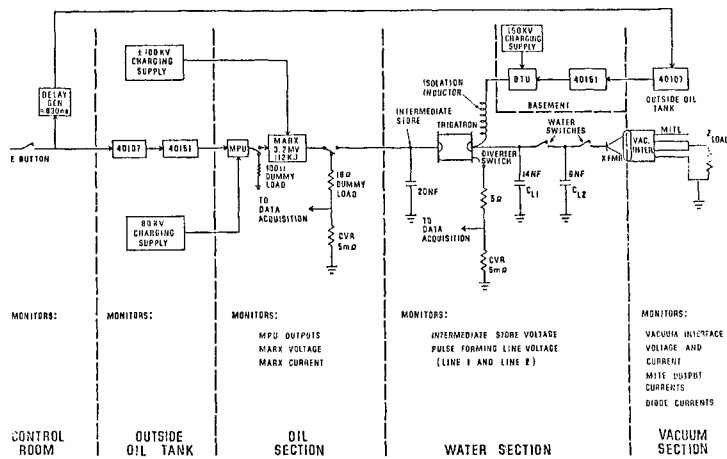 ±100KV
CHARGING
SUPPLY
150KV
CHARGING
SUPPLY
DELAY
GEN
≈830ns
E BUTTON
40107
40151
MPU
MARX
3.2MV
112KJ
100Ω
DUMMY
LOAD
TO
DATA
ACQUISITION
18Ω
DUMMY
LOAD
CVR
5mΩ
80KV
CHARGING
SUPPLY
INTERMEDIATE
STORE
20NF
ISOLATION
INDUCTOR
TRIGATRON
DTU
40151
40107
BASEMENT
OUTSIDE
OIL
TANK
WATER
SWITCHES
DIVERTER
SWITCH
5Ω
TO
DATA
ACQUISITION
CVR
5mΩ
14NF
CL1
CL2
XFMR
VAC.
INTER
MITL
ZLOAD
MONITORS:
MONITORS:
MONITORS:
MPU OUTPUTS
MARX VOLTAGE
MARX CURRENT
MONITORS:
INTERMEDIATE STORE VOLTAGE
PULSE FORMING LINE VOLTAGE
(LINE 1 AND LINE 2)
MONITORS:
VACUUM INTERFACE
VOLTAGE AND
CURRENT
MITL OUTPUT
CURRENTS
DIODE CURRENTS
CONTROL
ROOM
OUTSIDE
OIL TANK
OIL
SECTION
WATER SECTION
VACUUM
SECTION